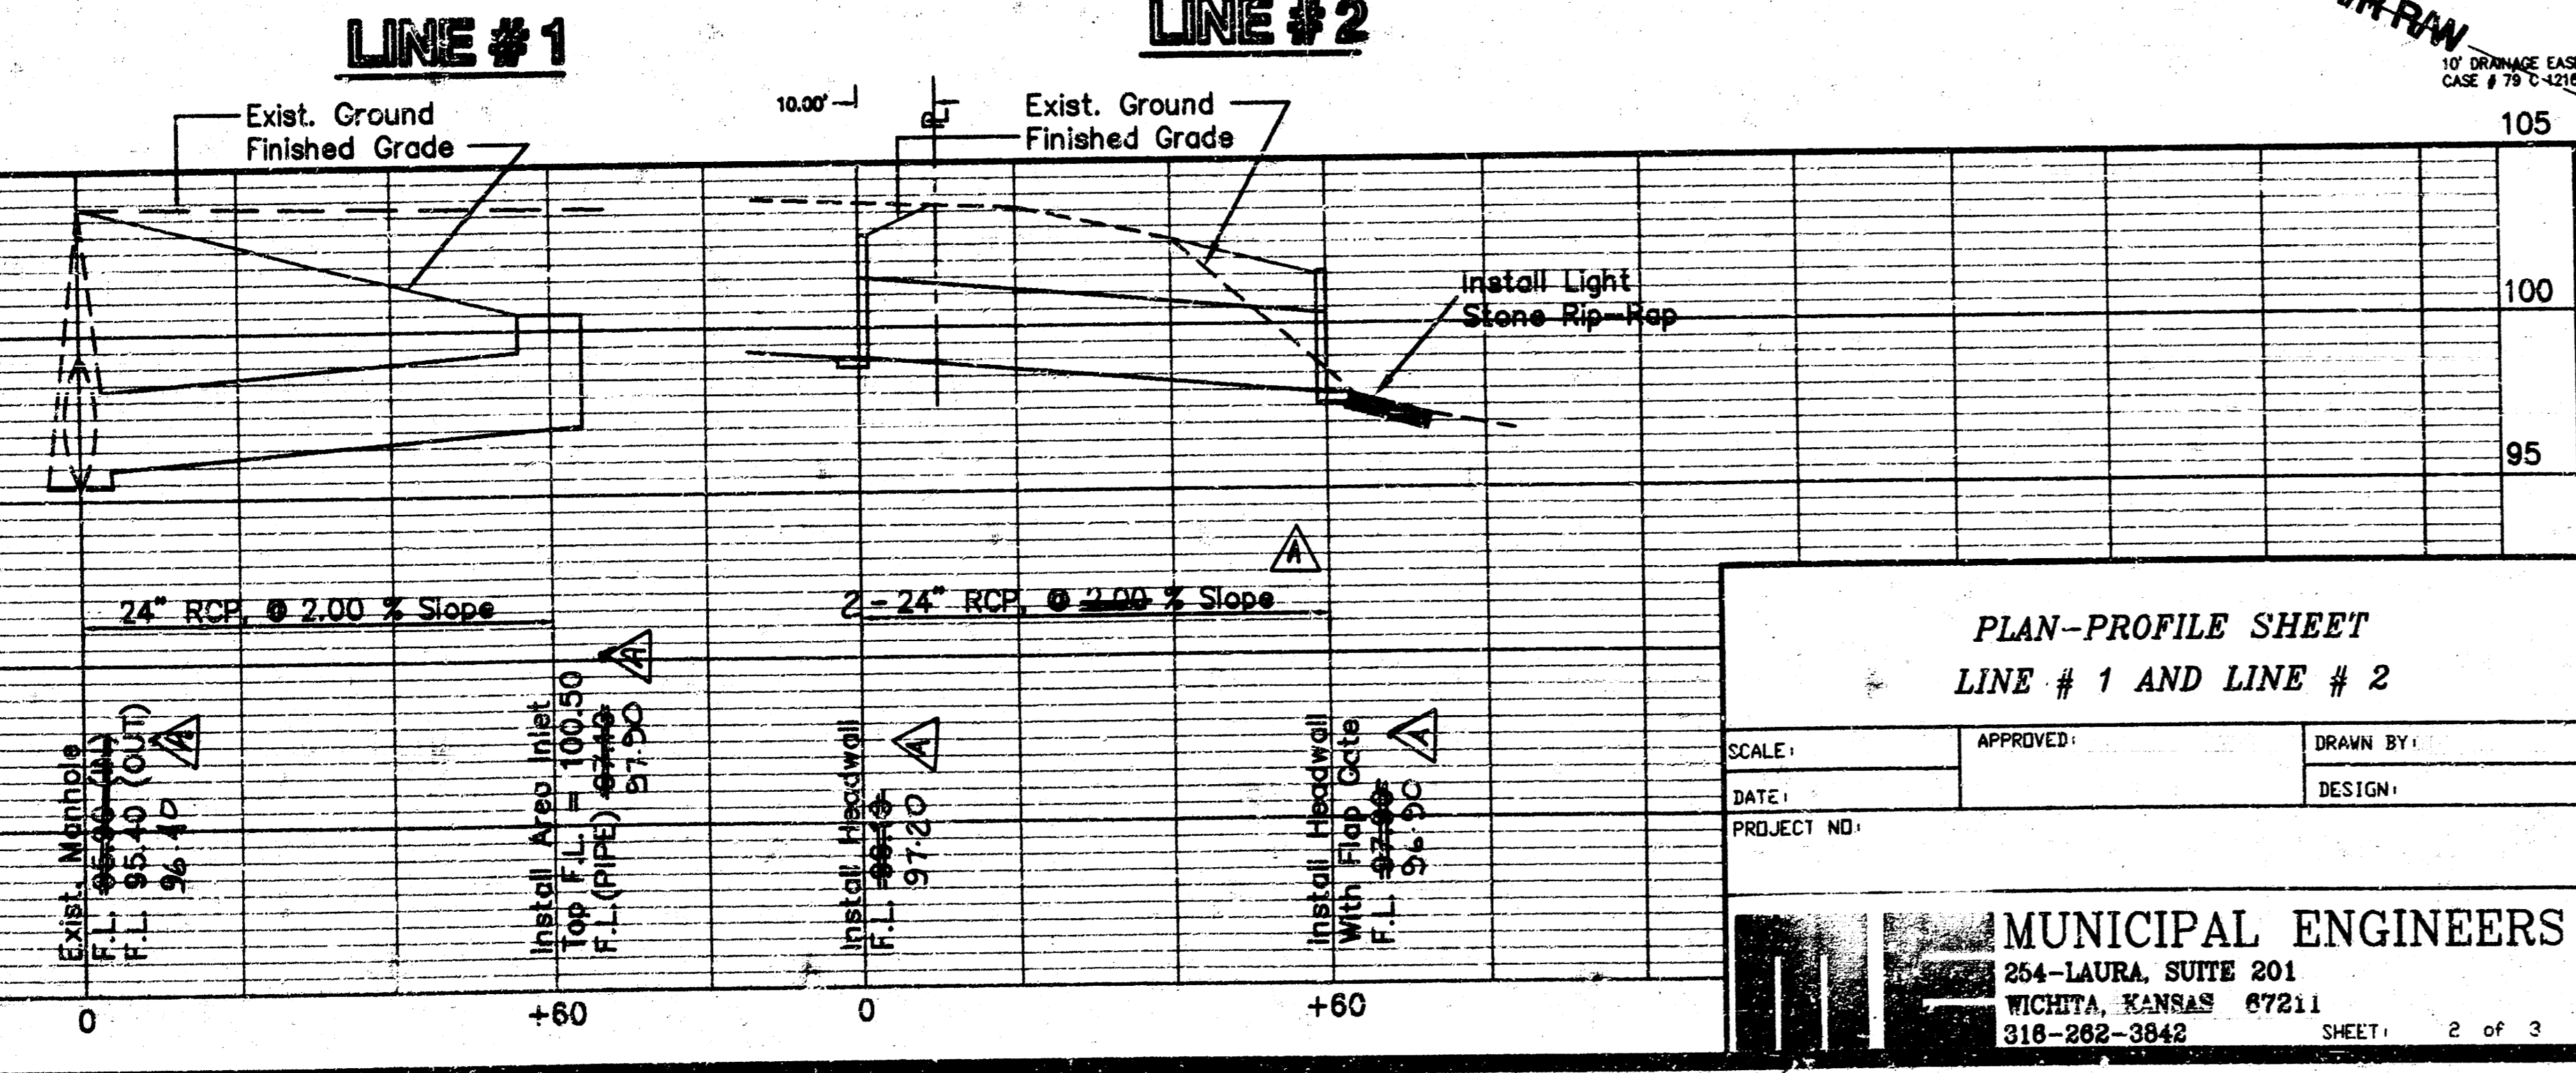 LINE # 1
LINE # 2
R/W
10' DRAINAGE EAS
CASE # 79 C-1216
Exist. Ground
Finished Grade
10.00'
PL
Exist. Ground
Finished Grade
105
100
95
Install Light
Stone Rip-Rap
A
24" RCP, @ 2.00 % Slope
2 - 24" RCP, @ 2.00 % Slope
Exist. Manhole
F.L. (IN)
F.L. 95.40 (OUT)
96.40
A
Install Area Inlet
Top F.L. = 100.50
F.L.(PIPE)
97.90
A
Install Headwall
F.L.
97.20
A
Install Headwall
With Flap Gate
F.L.
96.90
A
0
+60
0
+60
PLAN-PROFILE SHEET
LINE # 1 AND LINE # 2
SCALE:
APPROVED:
DRAWN BY:
DATE:
DESIGN:
PROJECT NO:
ME
MUNICIPAL ENGINEERS
254-LAURA, SUITE 201
WICHITA, KANSAS 67211
316-262-3842
SHEET: 2 of 3